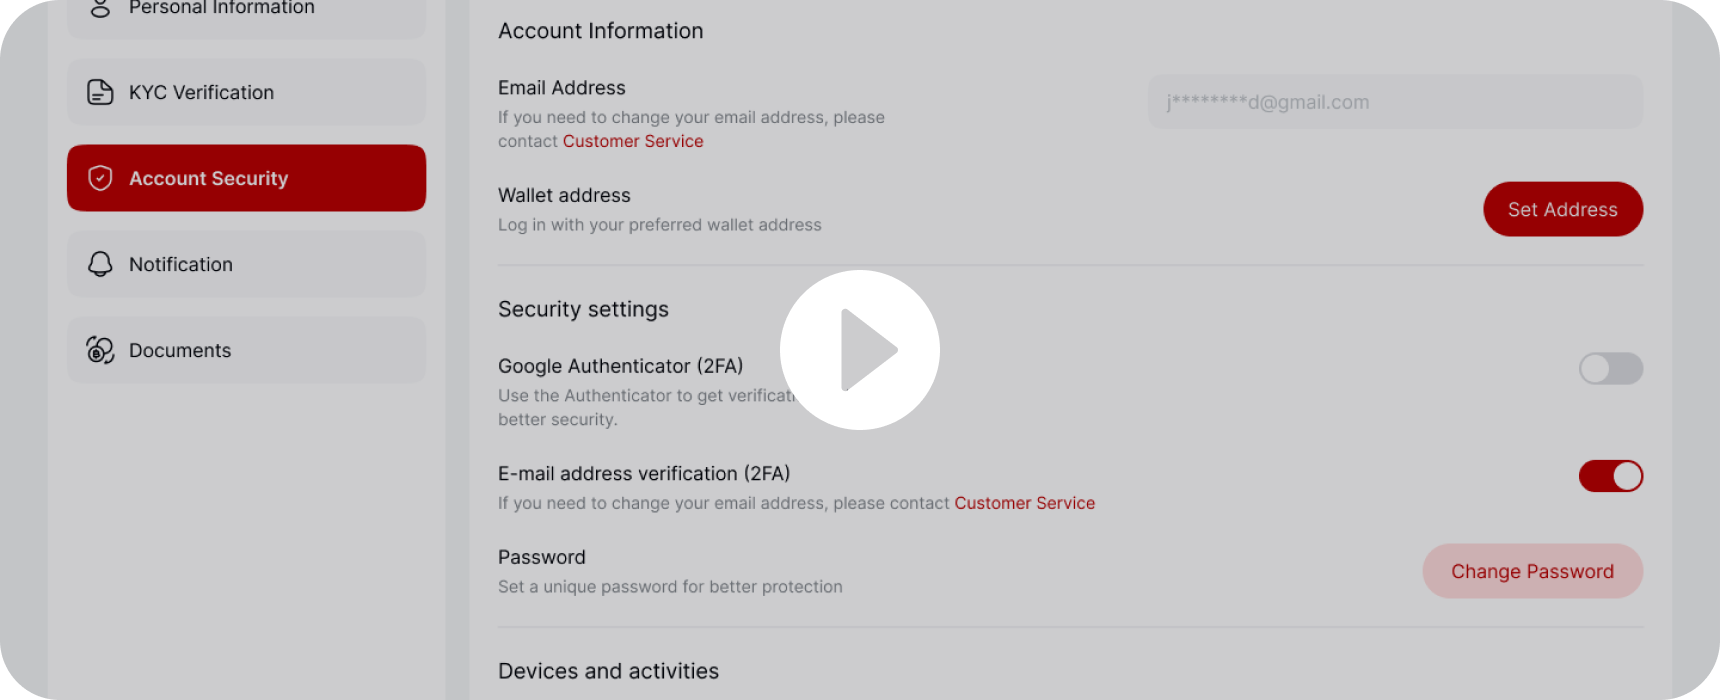 Personal Information
KYC Verification
Account Security
Notification
Documents
Account Information
Email Address
If you need to change your email address, please
contact Customer Service
j********d@gmail.com
Wallet address
Log in with your preferred wallet address
Set Address
Security settings
Google Authenticator (2FA)
Use the Authenticator to get
better security.
E-mail address verification (2FA)
If you need to change your email address, please contact Customer Service
Password
Set a unique password for better protection
Change Password
Devices and activities